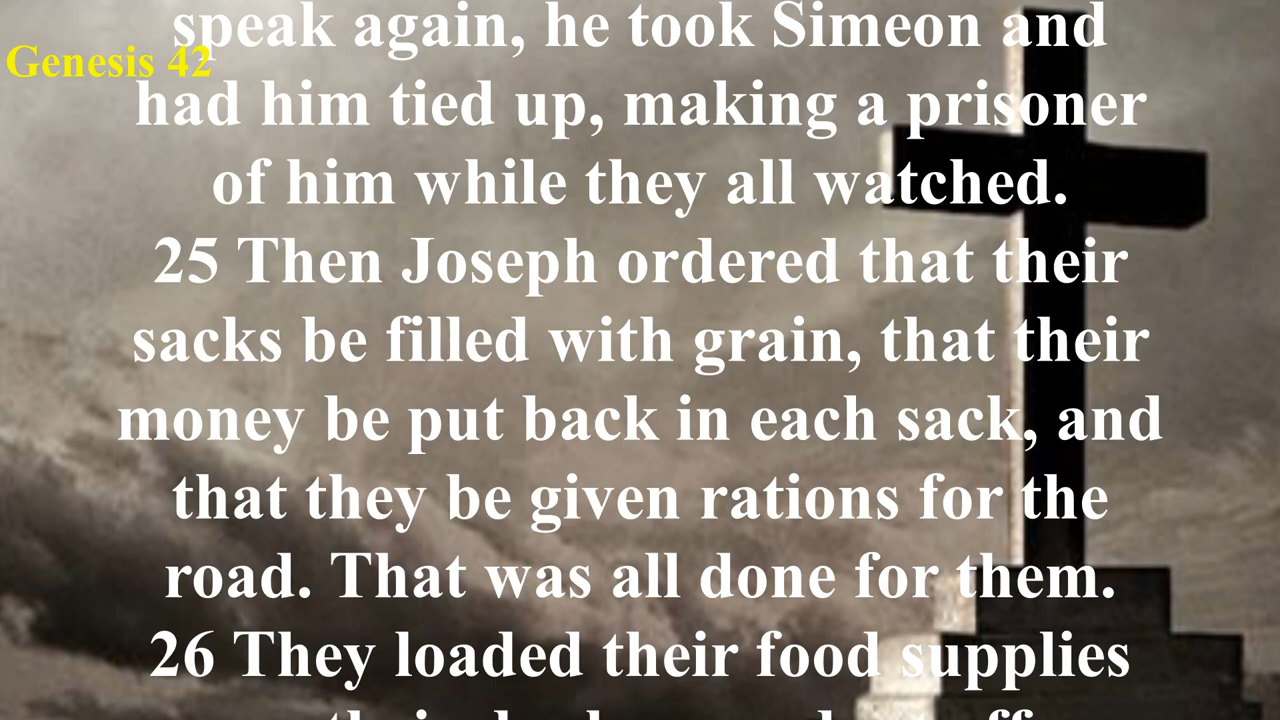 speak again, he took Simeon and
Genesis 42
had him tied up, making a prisoner
of him while they all watched.
25 Then Joseph ordered that their
sacks be filled with grain, that their
money be put back in each sack, and
that they be given rations for the
road. That was all done for them.
26 They loaded their food supplies